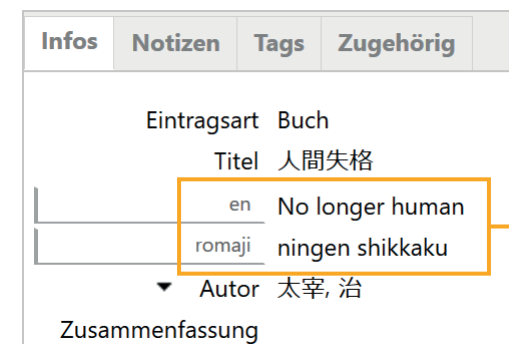 Infos Notizen Tags Zugehörig
Eintragsart Buch
Titel 人間失格
en No longer human
romaji ningen shikkaku
Autor 太宰, 治
Zusammenfassung